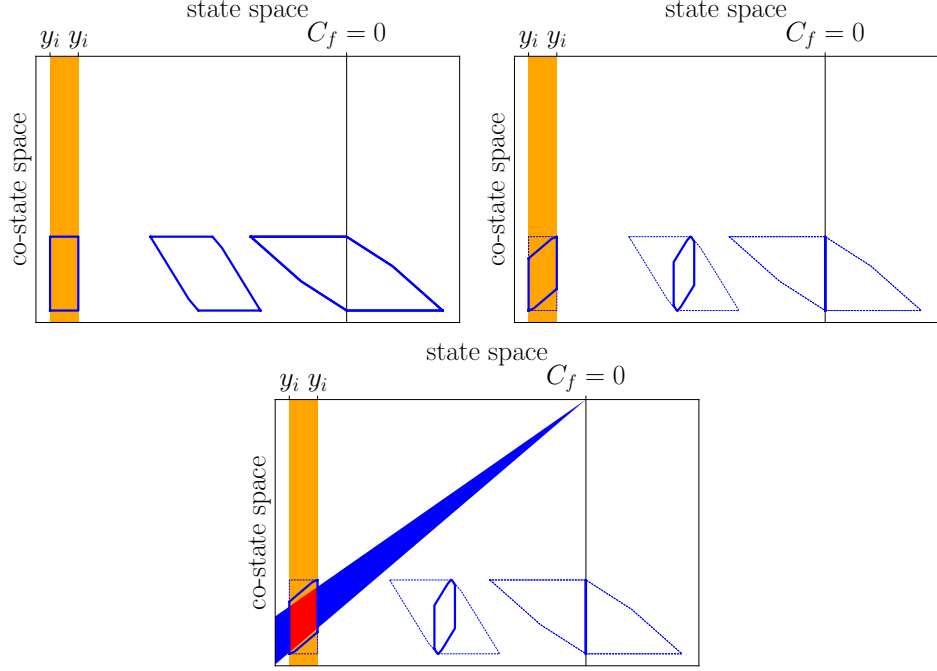 state space
$y_i$ $y_i$ $C_f = 0$
co-state space
state space
$y_i$ $y_i$ $C_f = 0$
co-state space
state space
$y_i$ $y_i$ $C_f = 0$
co-state space